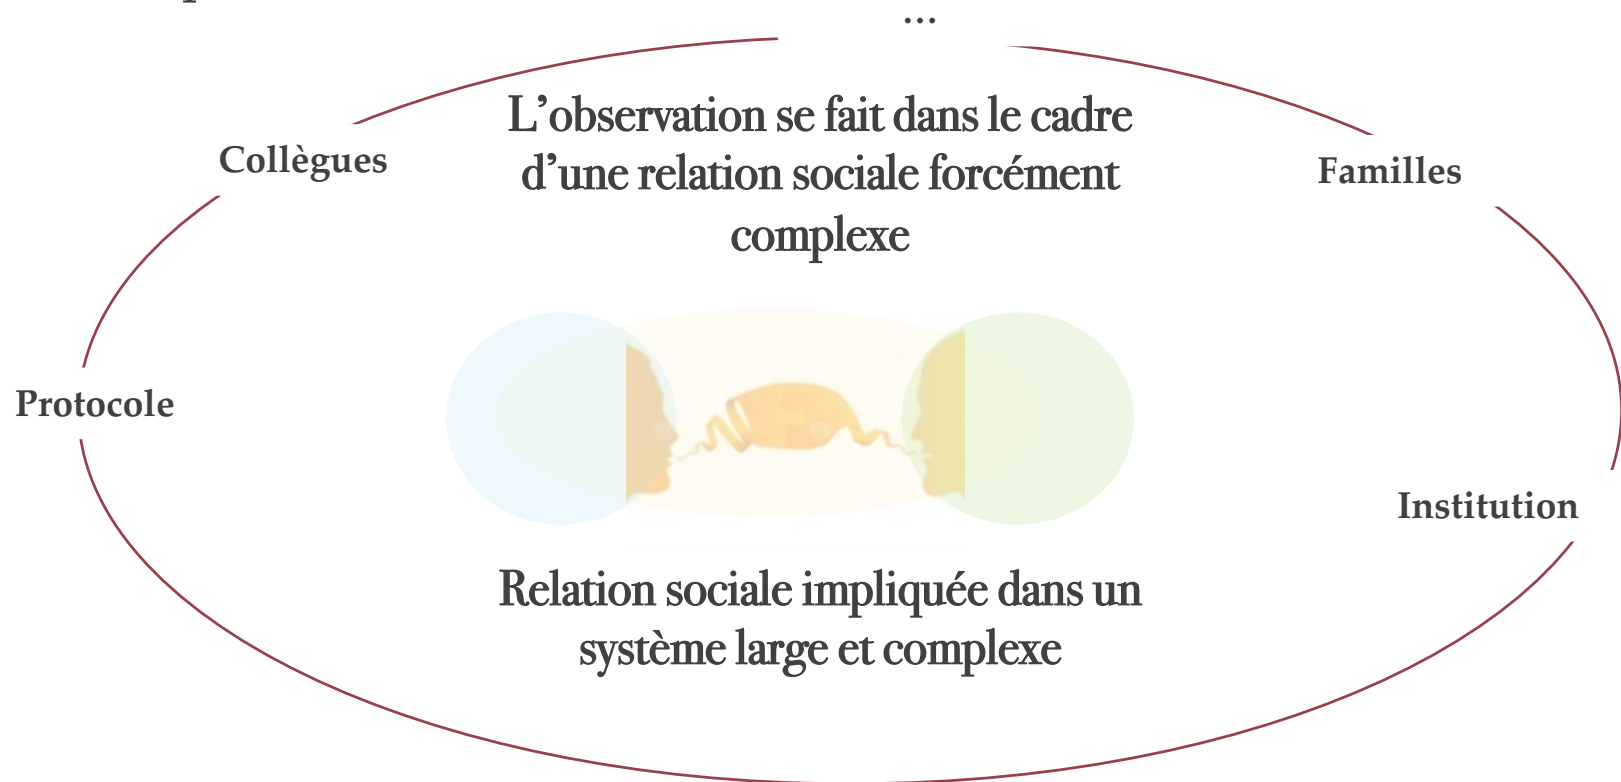 ...
L’observation se fait dans le cadre
d’une relation sociale forcément
complexe
Collègues
Familles
Protocole
Institution
Relation sociale impliquée dans un
système large et complexe